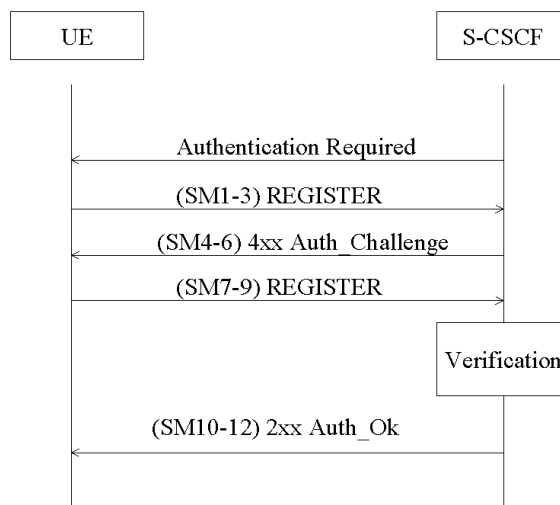 UE
S-CSCF
Authentication Required
(SM1-3) REGISTER
(SM4-6) 4xx Auth_Challenge
(SM7-9) REGISTER
Verification
(SM10-12) 2xx Auth_Ok